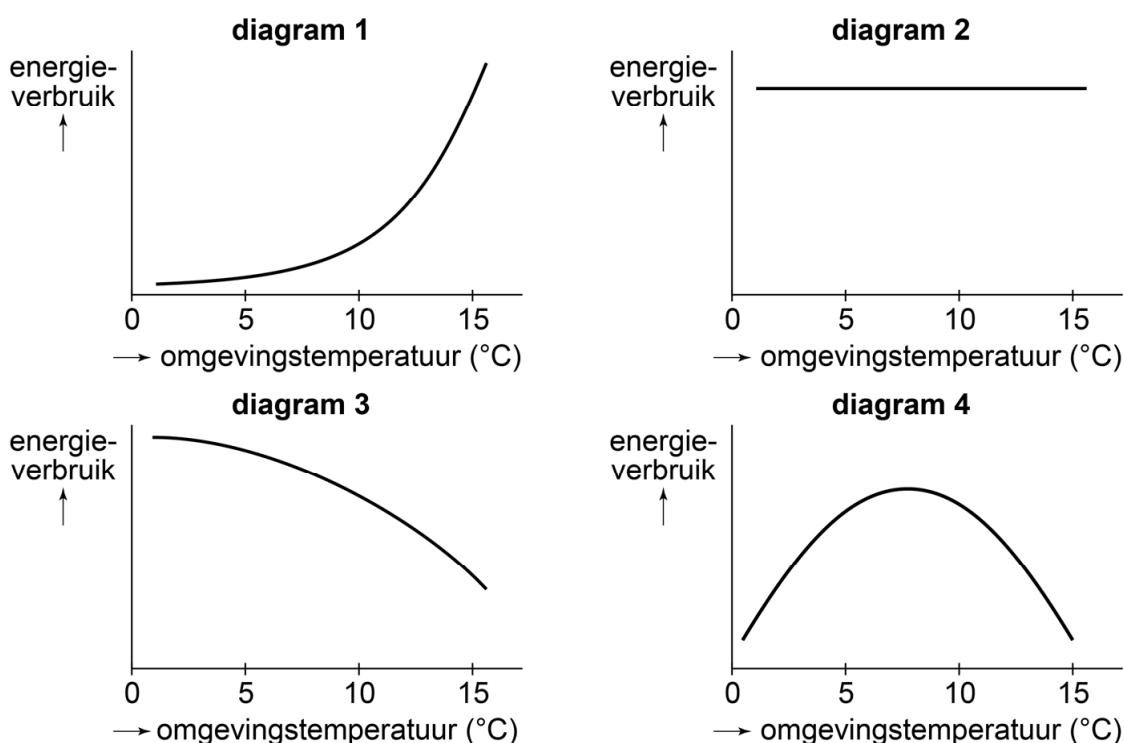 diagram 1
energie-
verbruik
0 5 10 15
omgevingstemperatuur (°C)
diagram 2
energie-
verbruik
0 5 10 15
omgevingstemperatuur (°C)
diagram 3
energie-
verbruik
0 5 10 15
omgevingstemperatuur (°C)
diagram 4
energie-
verbruik
0 5 10 15
omgevingstemperatuur (°C)